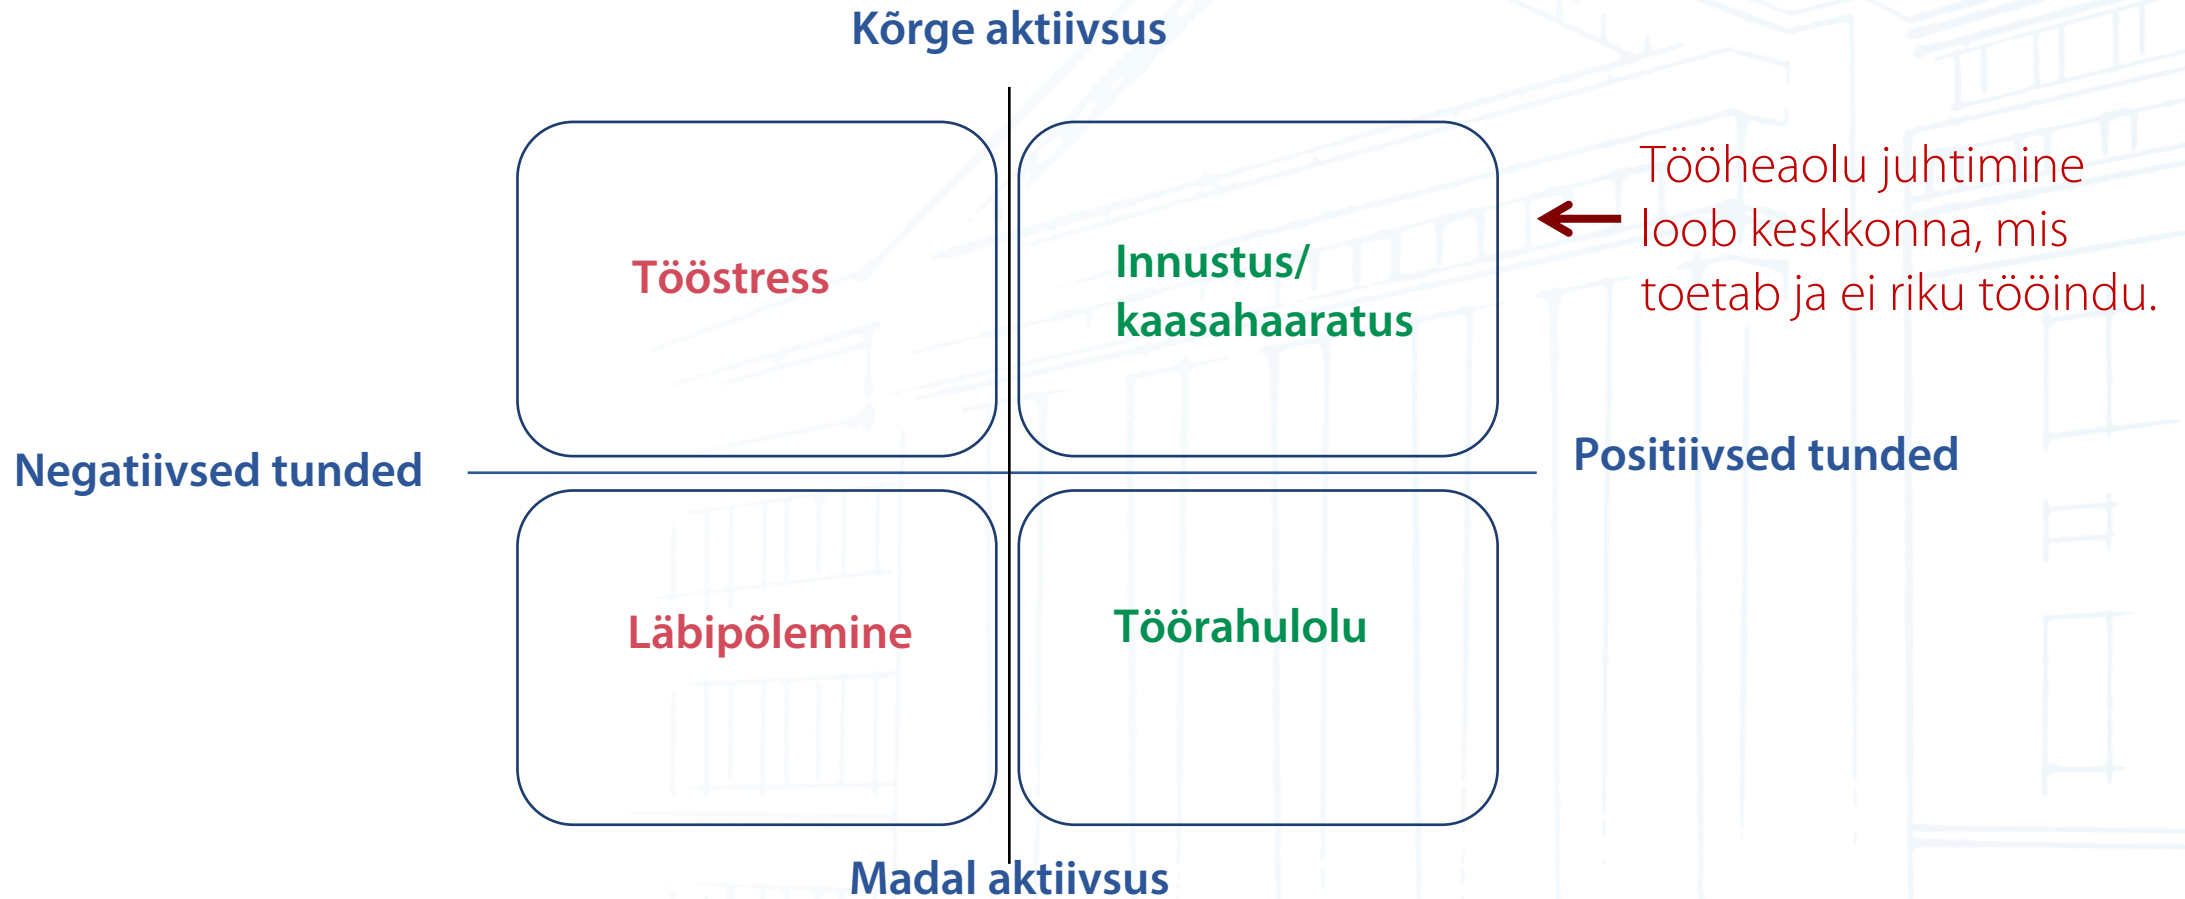 Kõrge aktiivsus
Tööstress
Innustus/
kaasahaaratus
Tööheaolu juhtimine
loob keskkonna, mis
toetab ja ei riku tööindu.
Negatiivsed tunded
Positiivsed tunded
Läbipõlemine
Töörahulolu
Madal aktiivsus